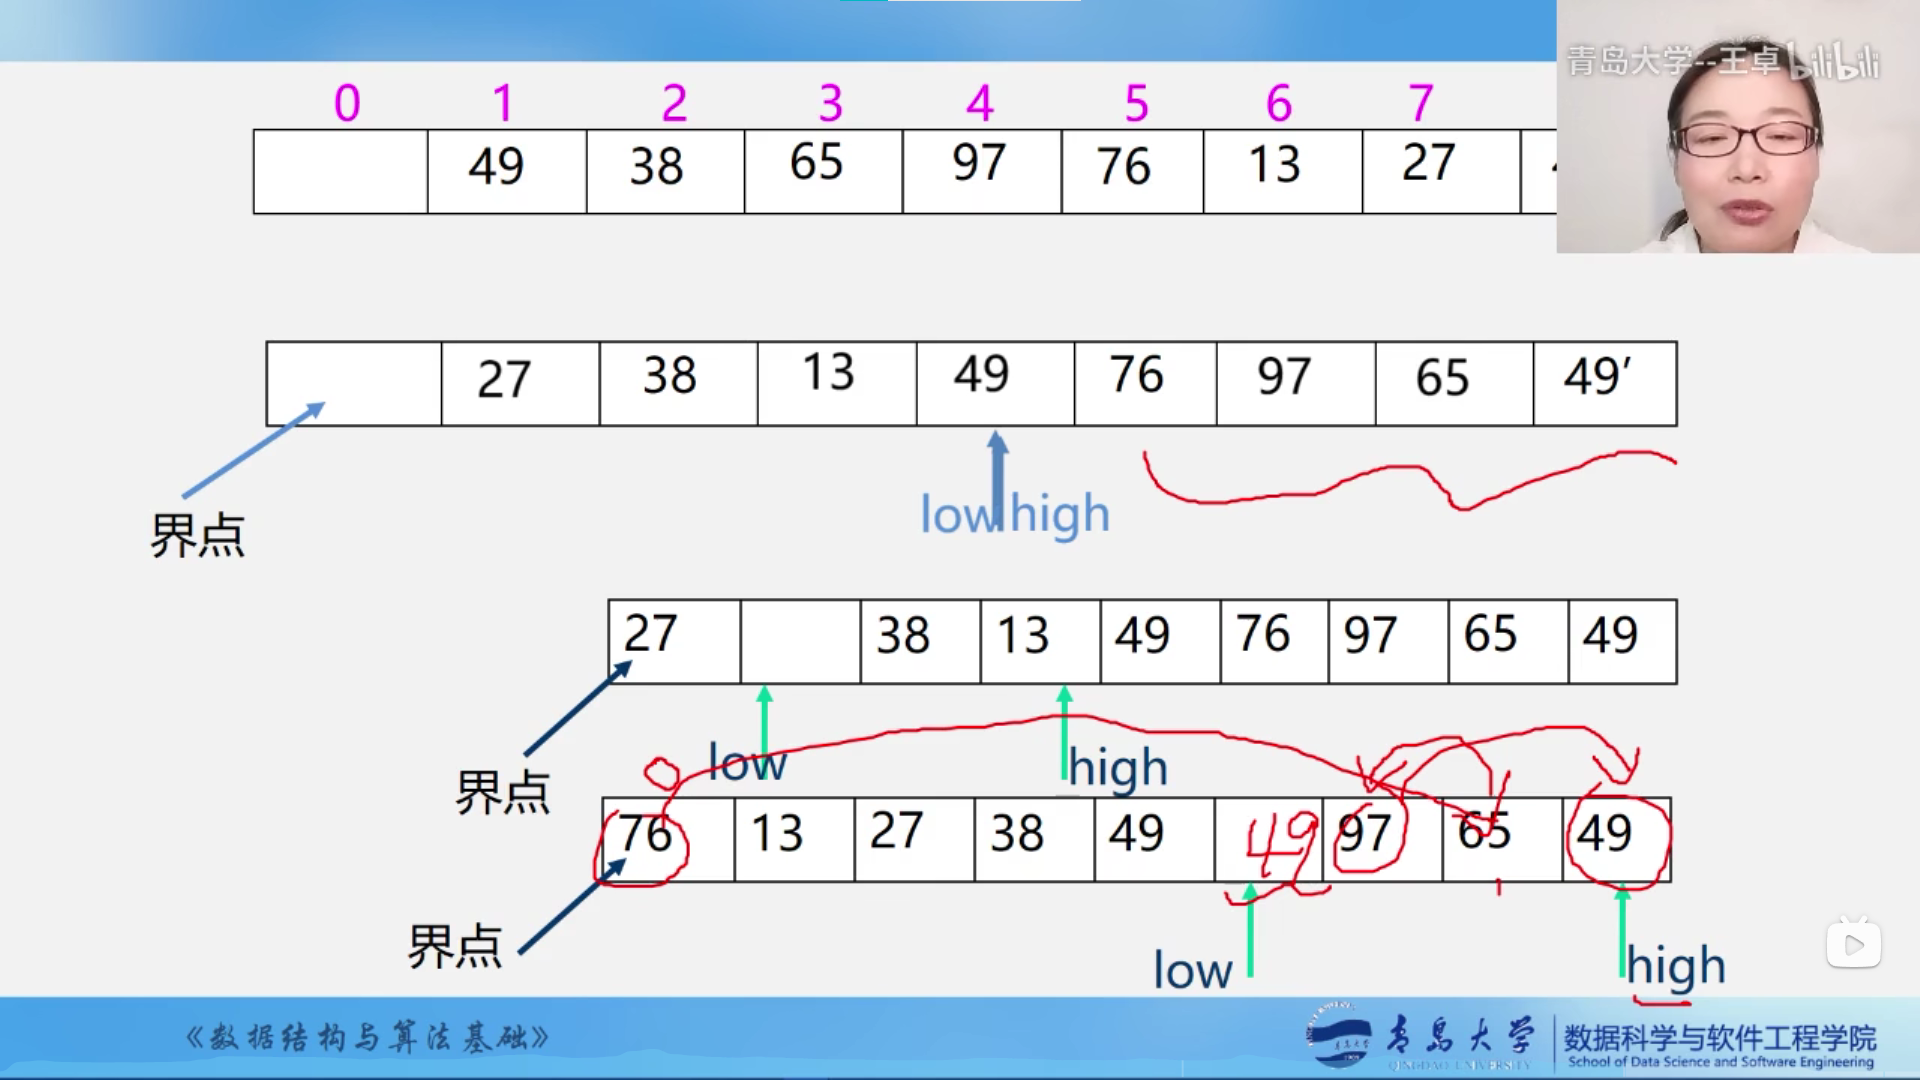 青岛大学--王卓 bilibili
0 1 2 3 4 5 6 7
49 38 65 97 76 13 27
27 38 13 49 76 97 65 49′
low high
界点
27 38 13 49 76 97 65 49
low high
界点
76 13 27 38 49 49 97 65 49
界点
low high
《数据结构与算法基础》
青岛大学 数据科学与软件工程学院
QINGDAO UNIVERSITY School of Data Science and Software Engineering